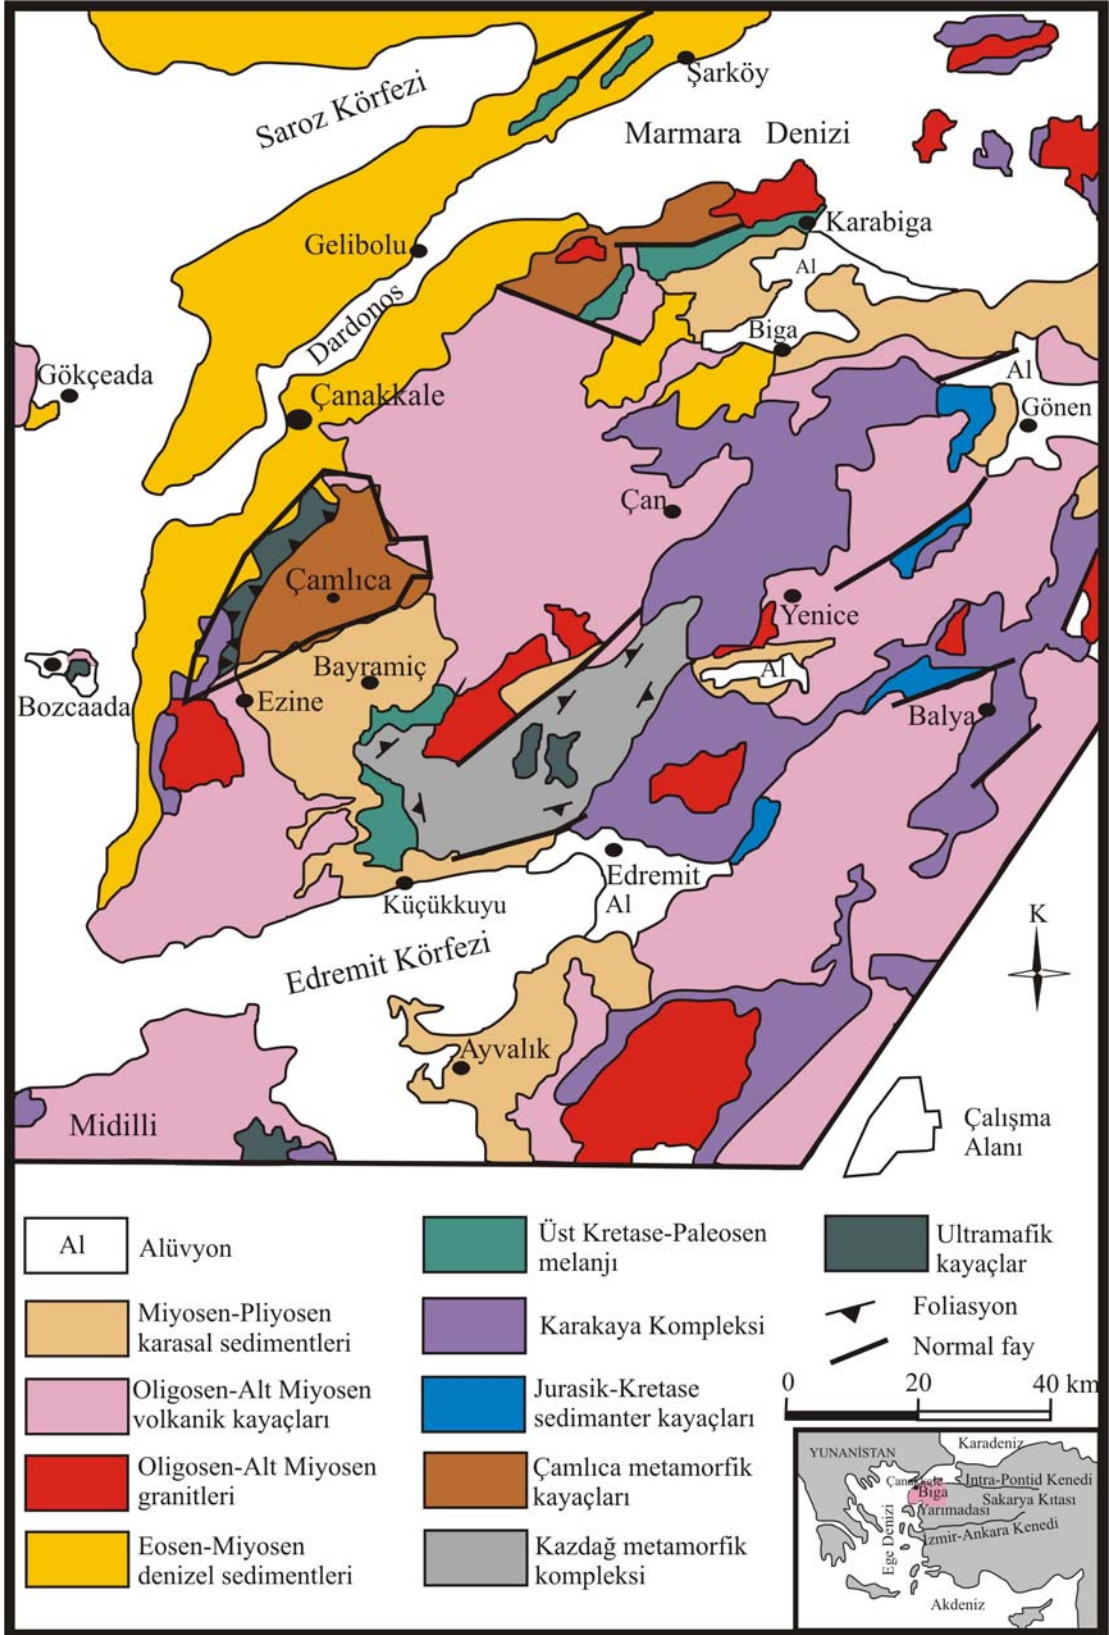 Saroz Körfezi
Şarköy
Marmara Denizi
Gelibolu
Karabiga
Al
Dardonos
Biga
Gökçeada
Çanakkale
Al
Gönen
Çan
Çamlıca
Yenice
Bayramiç
Al
Ezine
Bozcaada
Balya
Edremit
Al
Küçükkuyu
Edremit Körfezi
K
Ayvalık
Midilli
Çalışma
Alanı
Al
Alüvyon
Miyosen-Pliyosen
karasal sedimentleri
Oligosen-Alt Miyosen
volkanik kayaçları
Oligosen-Alt Miyosen
granitleri
Eosen-Miyosen
denizel sedimentleri
Üst Kretase-Paleosen
melanjı
Karakaya Kompleksi
Jurasik-Kretase
sedimanter kayaçları
Çamlıca metamorfik
kayaçları
Kazdağ metamorfik
kompleksi
Ultramafik
kayaçlar
Foliasyon
Normal fay
0 20 40 km
YUNANİSTAN
Karadeniz
Çanakkale
Intra-Pontid Kenedi
Biga
Yarımadası
Sakarya Kıtası
İzmir-Ankara Kenedi
Ege Denizi
Akdeniz